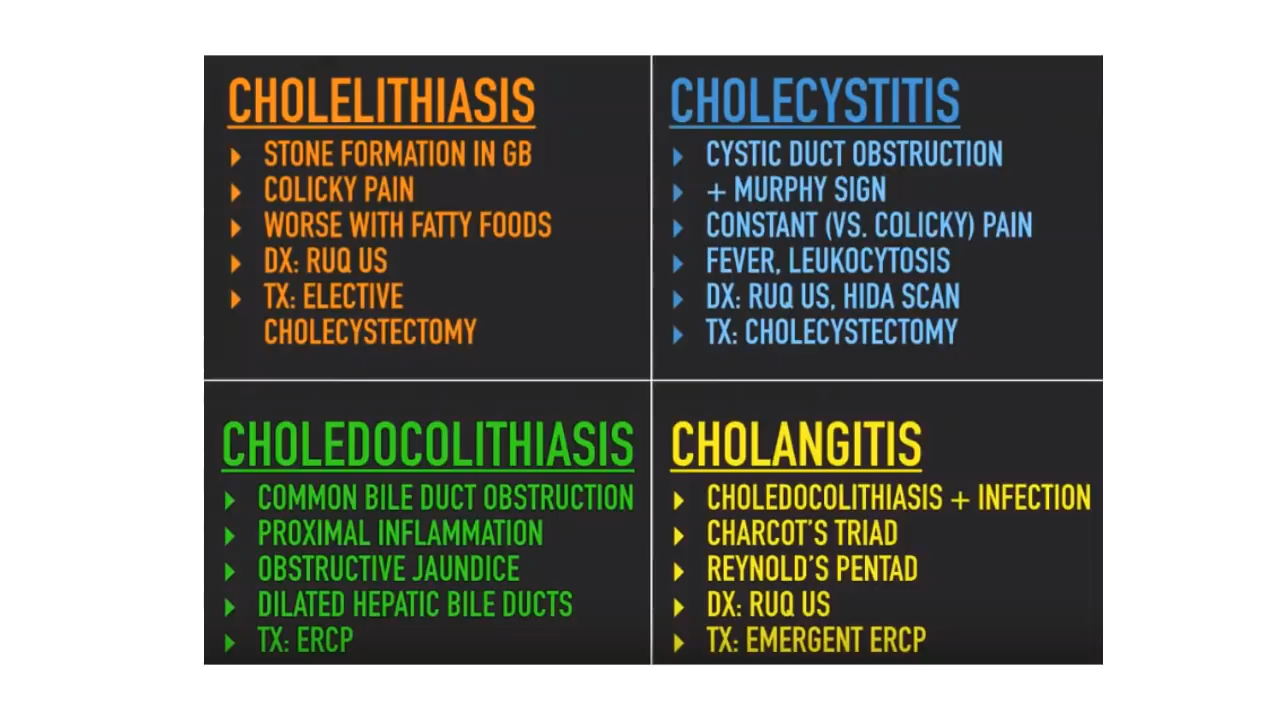 CHOLELITHIASIS
STONE FORMATION IN GB
COLICKY PAIN
WORSE WITH FATTY FOODS
DX: RUQ US
TX: ELECTIVE
CHOLECYSTECTOMY
CHOLECYSTITIS
CYSTIC DUCT OBSTRUCTION
+ MURPHY SIGN
CONSTANT (VS. COLICKY) PAIN
FEVER, LEUKOCYTOSIS
DX: RUQ US, HIDA SCAN
TX: CHOLECYSTECTOMY
CHOLEDOCOLITHIASIS
COMMON BILE DUCT OBSTRUCTION
PROXIMAL INFLAMMATION
OBSTRUCTIVE JAUNDICE
DILATED HEPATIC BILE DUCTS
TX: ERCP
CHOLANGITIS
CHOLEDOCOLITHIASIS + INFECTION
CHARCOT'S TRIAD
REYNOLD'S PENTAD
DX: RUQ US
TX: EMERGENT ERCP